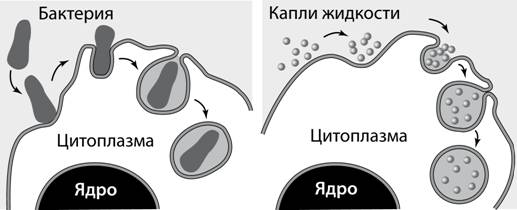 Бактерия
Цитоплазма
Ядро
Капли жидкости
Цитоплазма
Ядро